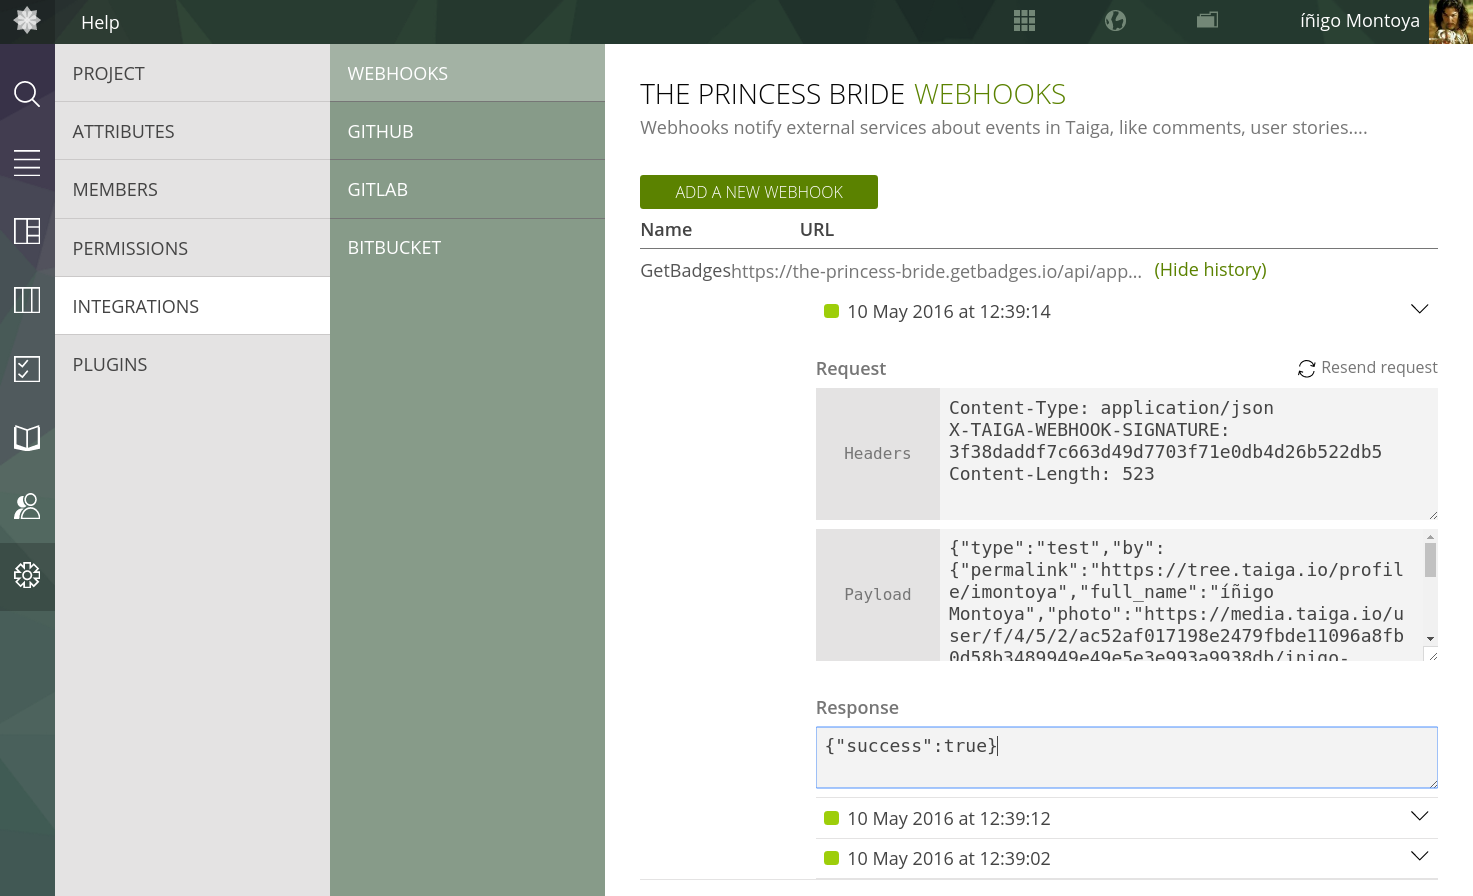 Help
íñigo Montoya
PROJECT
ATTRIBUTES
MEMBERS
PERMISSIONS
INTEGRATIONS
PLUGINS
WEBHOOKS
GITHUB
GITLAB
BITBUCKET
THE PRINCESS BRIDE WEBHOOKS
Webhooks notify external services about events in Taiga, like comments, user stories....
ADD A NEW WEBHOOK
Name URL
GetBadges https://the-princess-bride.getbadges.io/api/app... (Hide history)
10 May 2016 at 12:39:14
Request Resend request
Headers
Content-Type: application/json
X-TAIGA-WEBHOOK-SIGNATURE:
3f38daddf7c663d49d7703f71e0db4d26b522db5
Content-Length: 523
Payload
{"type":"test","by":
{"permalink":"https://tree.taiga.io/profil
e/imontoya","full_name":"íñigo
Montoya","photo":"https://media.taiga.io/u
ser/f/4/5/2/ac52af017198e2479fbde11096a8fb
0d58b3489949e49e5e3e993a9938db/inigo-
Response
{"success":true}
10 May 2016 at 12:39:12
10 May 2016 at 12:39:02